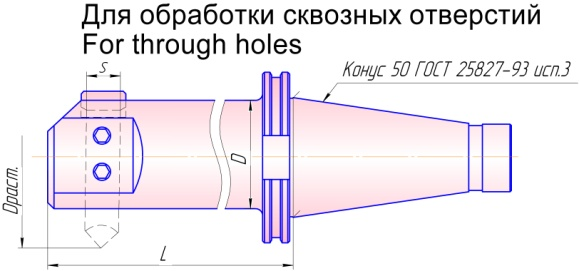 Для обработки сквозных отверстий
For through holes
S
Конус 50 ГОСТ 25827-93 исп.3
Dраст.
D
L